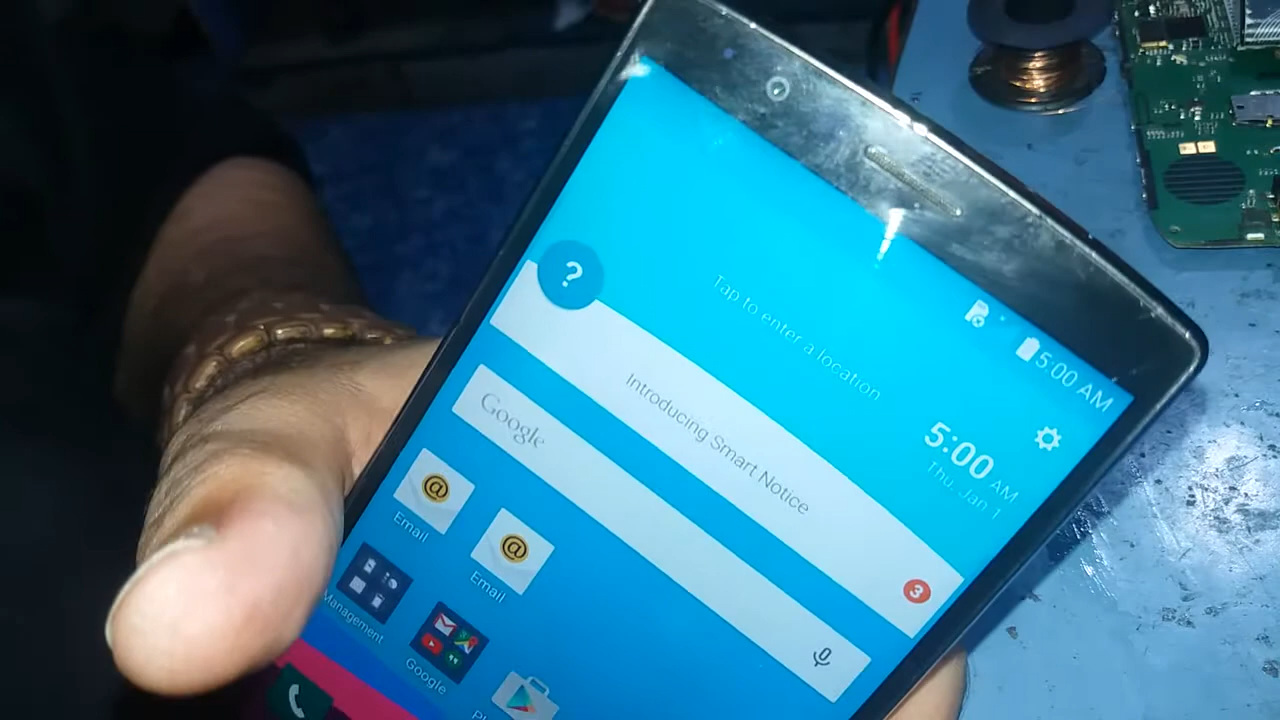 5:00 AM
Tap to enter a location
5:00 AM
Thu, Jan 1
?
Introducing Smart Notice
3
Google
@
Email
@
Email
Management
Google